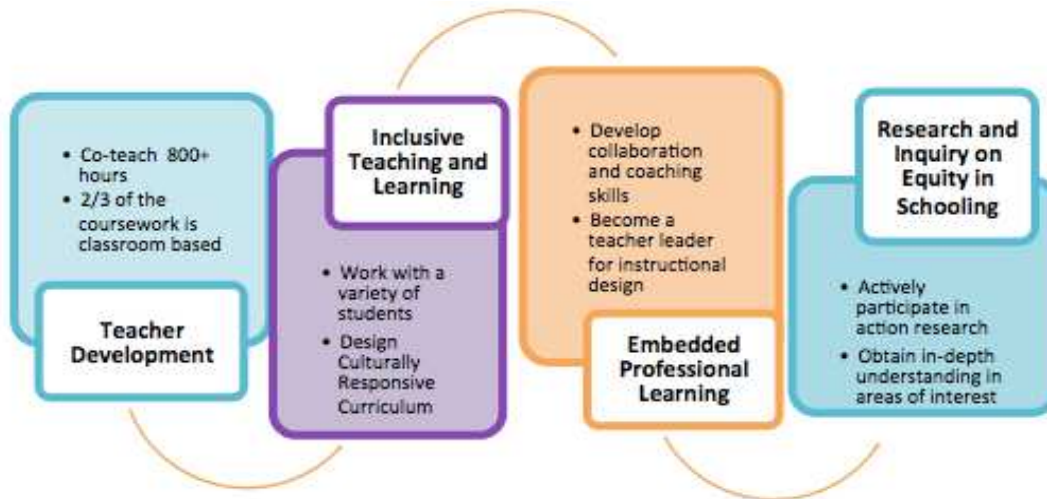 • Co-teach 800+
hours
• 2/3 of the
coursework is
classroom based
Teacher
Development
Inclusive
Teaching and
Learning
• Work with a
variety of
students
• Design
Culturally
Responsive
Curriculum
• Develop
collaboration
and coaching
skills
• Become a
teacher leader
for instructional
design
Embedded
Professional
Learning
Research and
Inquiry on
Equity in
Schooling
• Actively
participate in
action research
• Obtain in-depth
understanding in
areas of interest